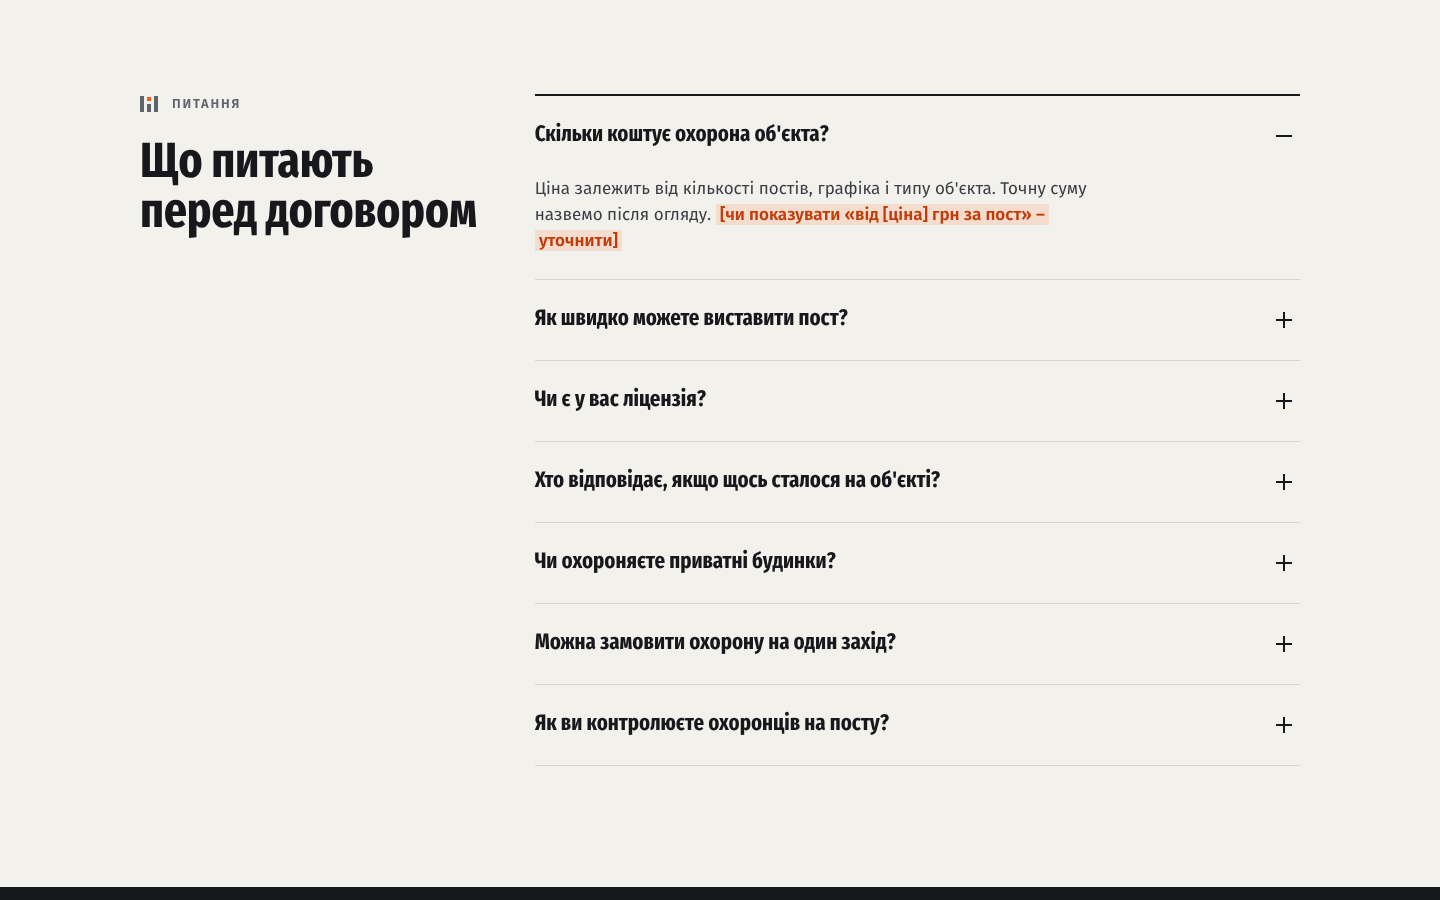 ПИТАННЯ
Що питають
перед договором
Скільки коштує охорона об'єкта?
Ціна залежить від кількості постів, графіка і типу об'єкта. Точну суму
назвемо після огляду. [чи показувати «від [ціна] грн за пост» –
уточнити]
Як швидко можете виставити пост?
Чи є у вас ліцензія?
Хто відповідає, якщо щось сталося на об'єкті?
Чи охороняєте приватні будинки?
Можна замовити охорону на один захід?
Як ви контролюєте охоронців на посту?